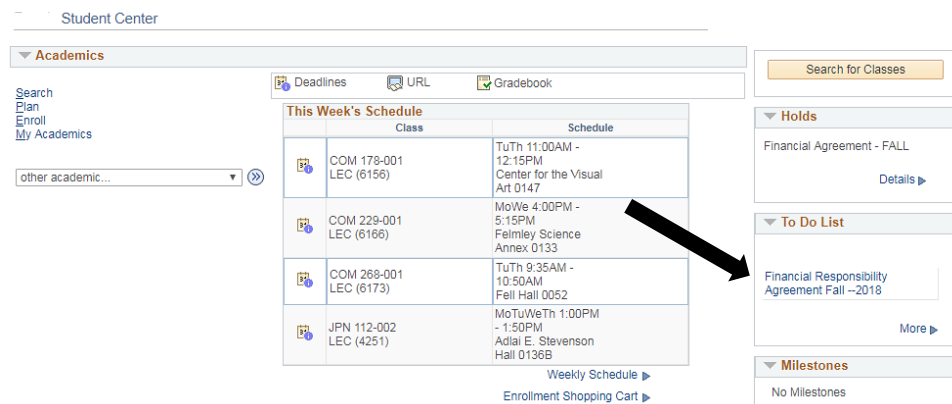 Student Center
Academics
Search
Plan
Enroll
My Academics
other academic...
Deadlines
URL
Gradebook
This Week's Schedule
Class
Schedule
COM 178-001
LEC (6156)
TuTh 11:00AM -
12:15PM
Center for the Visual
Art 0147
COM 229-001
LEC (6166)
MoWe 4:00PM -
5:15PM
Felmley Science
Annex 0133
COM 268-001
LEC (6173)
TuTh 9:35AM -
10:50AM
Fell Hall 0052
JPN 112-002
LEC (4251)
MoTuWeTh 1:00PM
- 1:50PM
Adlai E. Stevenson
Hall 0136B
Weekly Schedule
Enrollment Shopping Cart
Search for Classes
Holds
Financial Agreement - FALL
Details
To Do List
Financial Responsibility
Agreement Fall --2018
More
Milestones
No Milestones